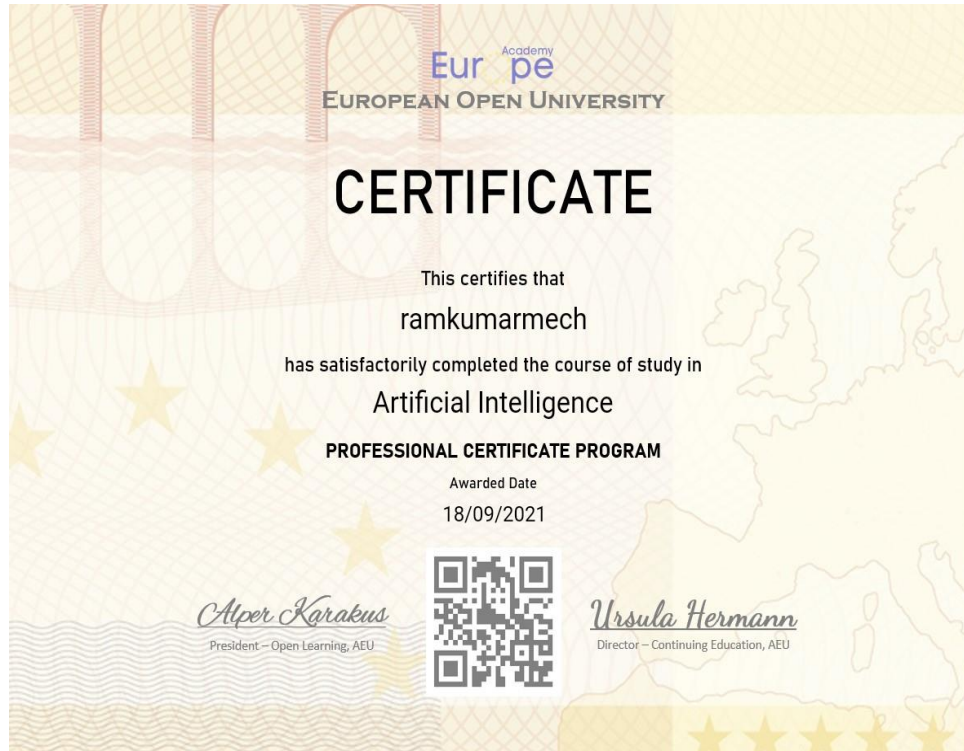 Academy
Eur pe
EUROPEAN OPEN UNIVERSITY
CERTIFICATE
This certifies that
ramkumarmech
has satisfactorily completed the course of study in
Artificial Intelligence
PROFESSIONAL CERTIFICATE PROGRAM
Awarded Date
18/09/2021
Alper Karakus
President – Open Learning, AEU
Ursula Hermann
Director – Continuing Education, AEU